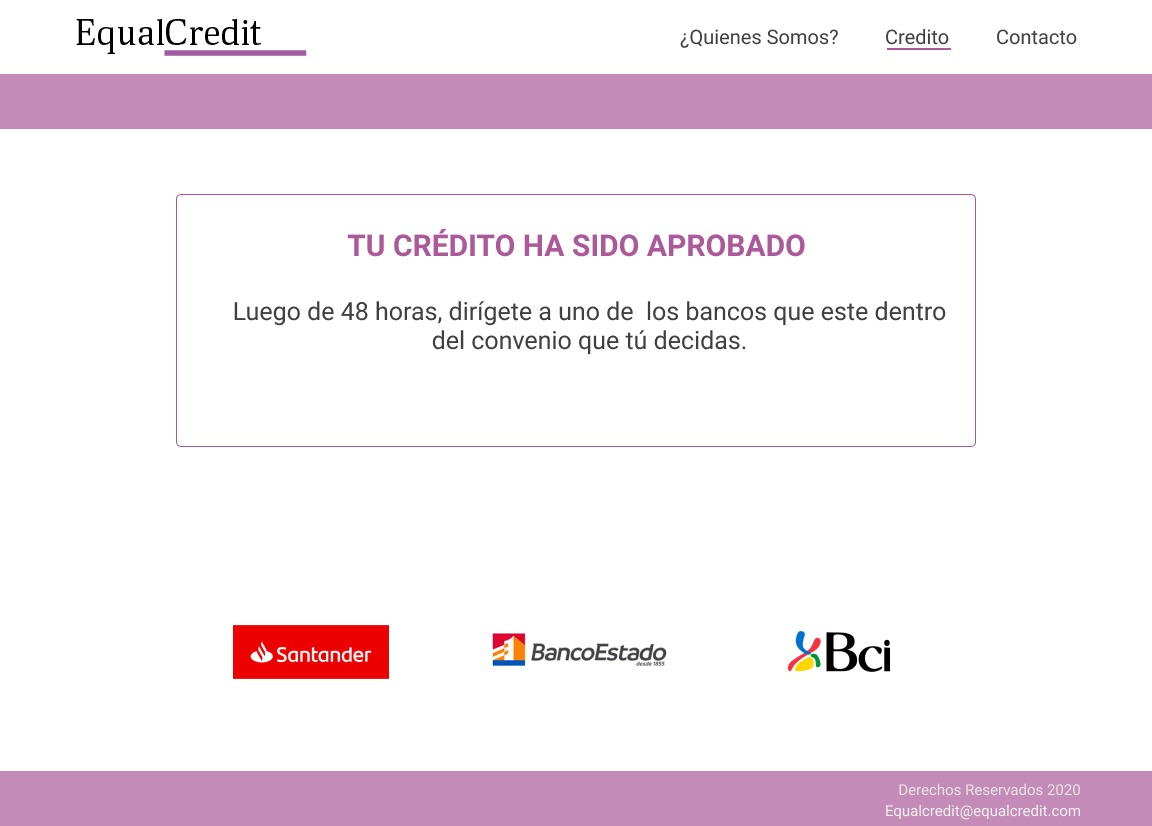 EqualCredit
¿Quienes Somos?
Credito
Contacto
TU CRÉDITO HA SIDO APROBADO
Luego de 48 horas, dirígete a uno de  los bancos que este dentro
del convenio que tú decidas.
Santander
BancoEstado
desde 1855
Bci
Derechos Reservados 2020
Equalcredit@equalcredit.com